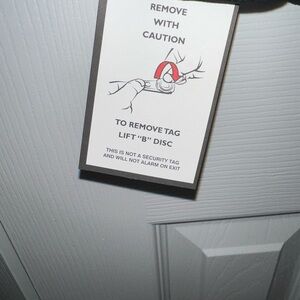 REMOVE
WITH
CAUTION
TO REMOVE TAG
LIFT "B" DISC
THIS IS NOT A SECURITY TAG
AND WILL NOT ALARM ON EXIT